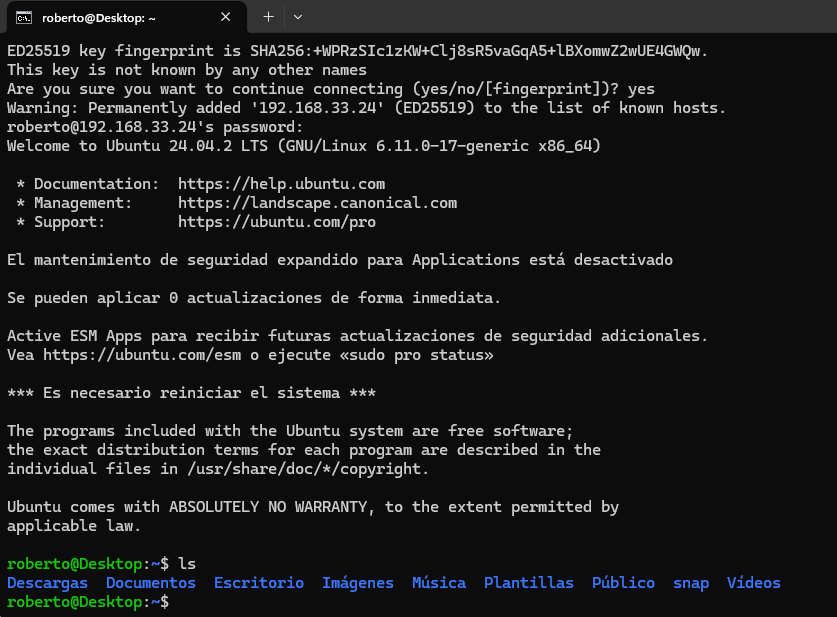 roberto@Desktop: ~
ED25519 key fingerprint is SHA256:+WPRzSIc1zKW+Clj8sR5vaGqA5+lBXomwZ2wUE4GWQw.
This key is not known by any other names
Are you sure you want to continue connecting (yes/no/[fingerprint])? yes
Warning: Permanently added '192.168.33.24' (ED25519) to the list of known hosts.
roberto@192.168.33.24's password:
Welcome to Ubuntu 24.04.2 LTS (GNU/Linux 6.11.0-17-generic x86_64)
* Documentation:  https://help.ubuntu.com
* Management:     https://landscape.canonical.com
* Support:        https://ubuntu.com/pro
El mantenimiento de seguridad expandido para Applications está desactivado
Se pueden aplicar 0 actualizaciones de forma inmediata.
Active ESM Apps para recibir futuras actualizaciones de seguridad adicionales.
Vea https://ubuntu.com/esm o ejecute «sudo pro status»
*** Es necesario reiniciar el sistema ***
The programs included with the Ubuntu system are free software;
the exact distribution terms for each program are described in the
individual files in /usr/share/doc/*/copyright.
Ubuntu comes with ABSOLUTELY NO WARRANTY, to the extent permitted by
applicable law.
roberto@Desktop:~$ ls
Descargas  Documentos  Escritorio  Imágenes  Música  Plantillas  Público  snap  Vídeos
roberto@Desktop:~$